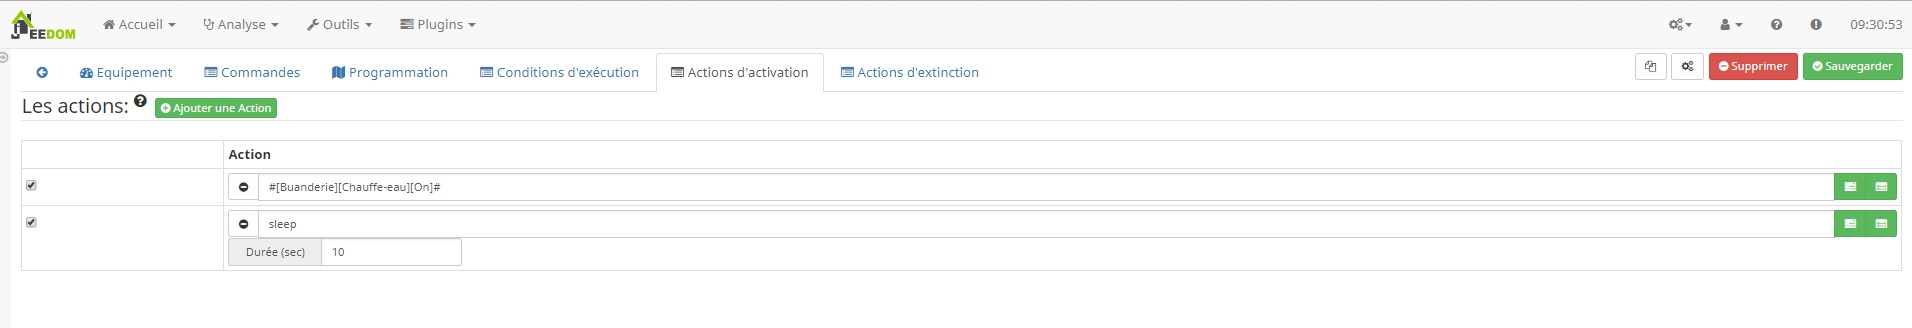 JEEDOM Accueil Analyse Outils Plugins 09:30:53
Equipement Commandes Programmation Conditions d'exécution Actions d'activation Actions d'extinction Supprimer Sauvegarder
Les actions: Ajouter une Action
Action
#[Buanderie][Chauffe-eau][On]#
sleep
Durée (sec) 10